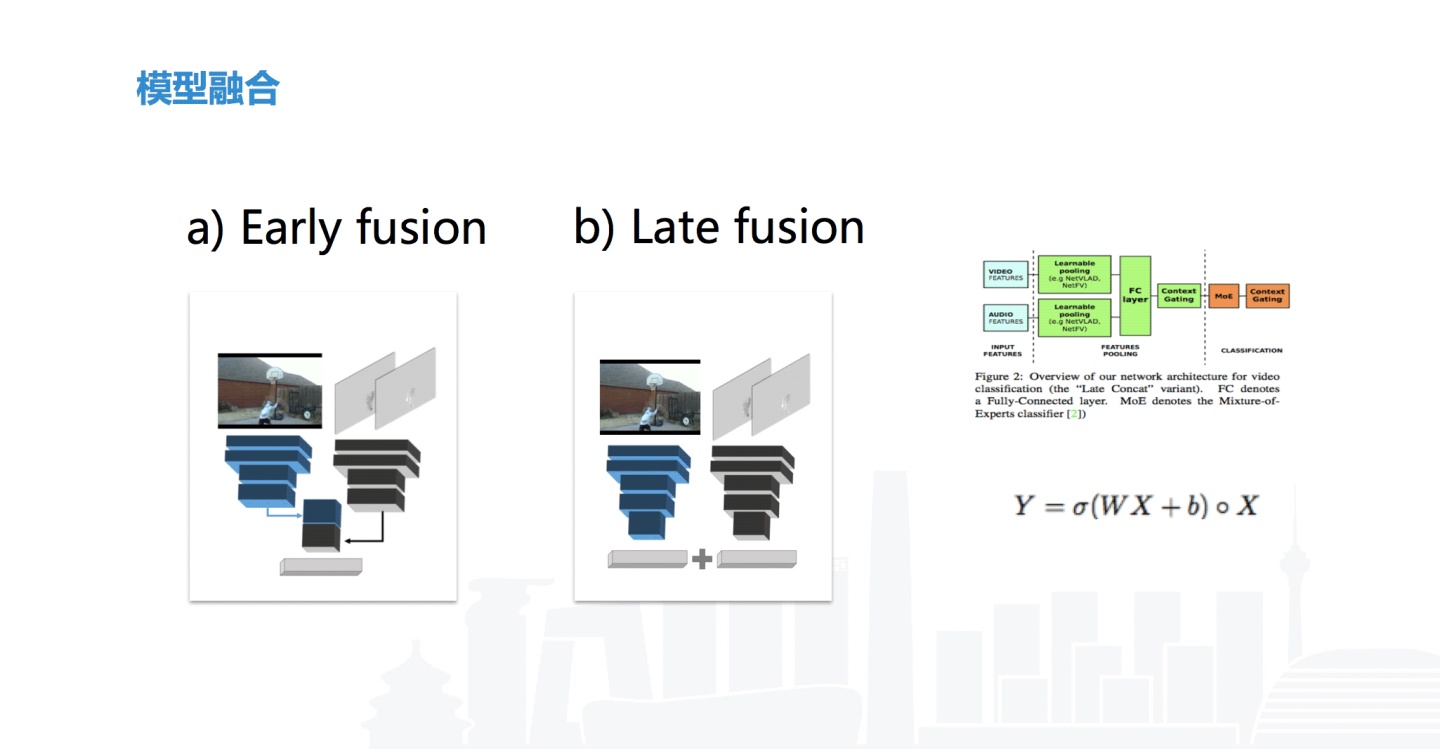 模型融合
a) Early fusion
b) Late fusion
VIDEO
FEATURES
AUDIO
FEATURES
Learnable
pooling
(e.g NetVLAD,
NetFV)
Learnable
pooling
(e.g NetVLAD,
NetFV)
FC
layer
Context
Gating
MoE
Context
Gating
INPUT
FEATURES
FEATURES
POOLING
CLASSIFICATION
Figure 2: Overview of our network architecture for video
classification (the “Late Concat” variant). FC denotes
a Fully-Connected layer. MoE denotes the Mixture-of-
Experts classifier [2])
Y = σ(WX + b) ∘ X